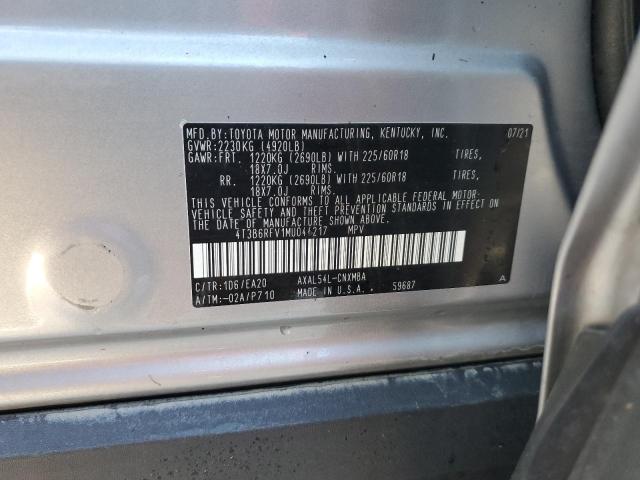 MFD.BY:TOYOTA MOTOR MANUFACTURING, KENTUCKY, INC. 07/21
GVWR:2230KG (4920LB)
GAWR:FRT. 1220KG (2690LB) WITH 225/60R18 TIRES,
18X7.0J RIMS.
RR. 1220KG (2690LB) WITH 225/60R18 TIRES,
18X7.0J RIMS.
THIS VEHICLE CONFORMS TO ALL APPLICABLE FEDERAL MOTOR-
VEHICLE SAFETY AND THEFT PREVENTION STANDARDS IN
EFFECT ON THE DATE OF MANUFACTURE SHOWN ABOVE.
MPV
C/TR:1D6/EA20 AXAL54L-CNXMBA A
A/TM:-02A/P710 MADE IN U.S.A. 59687